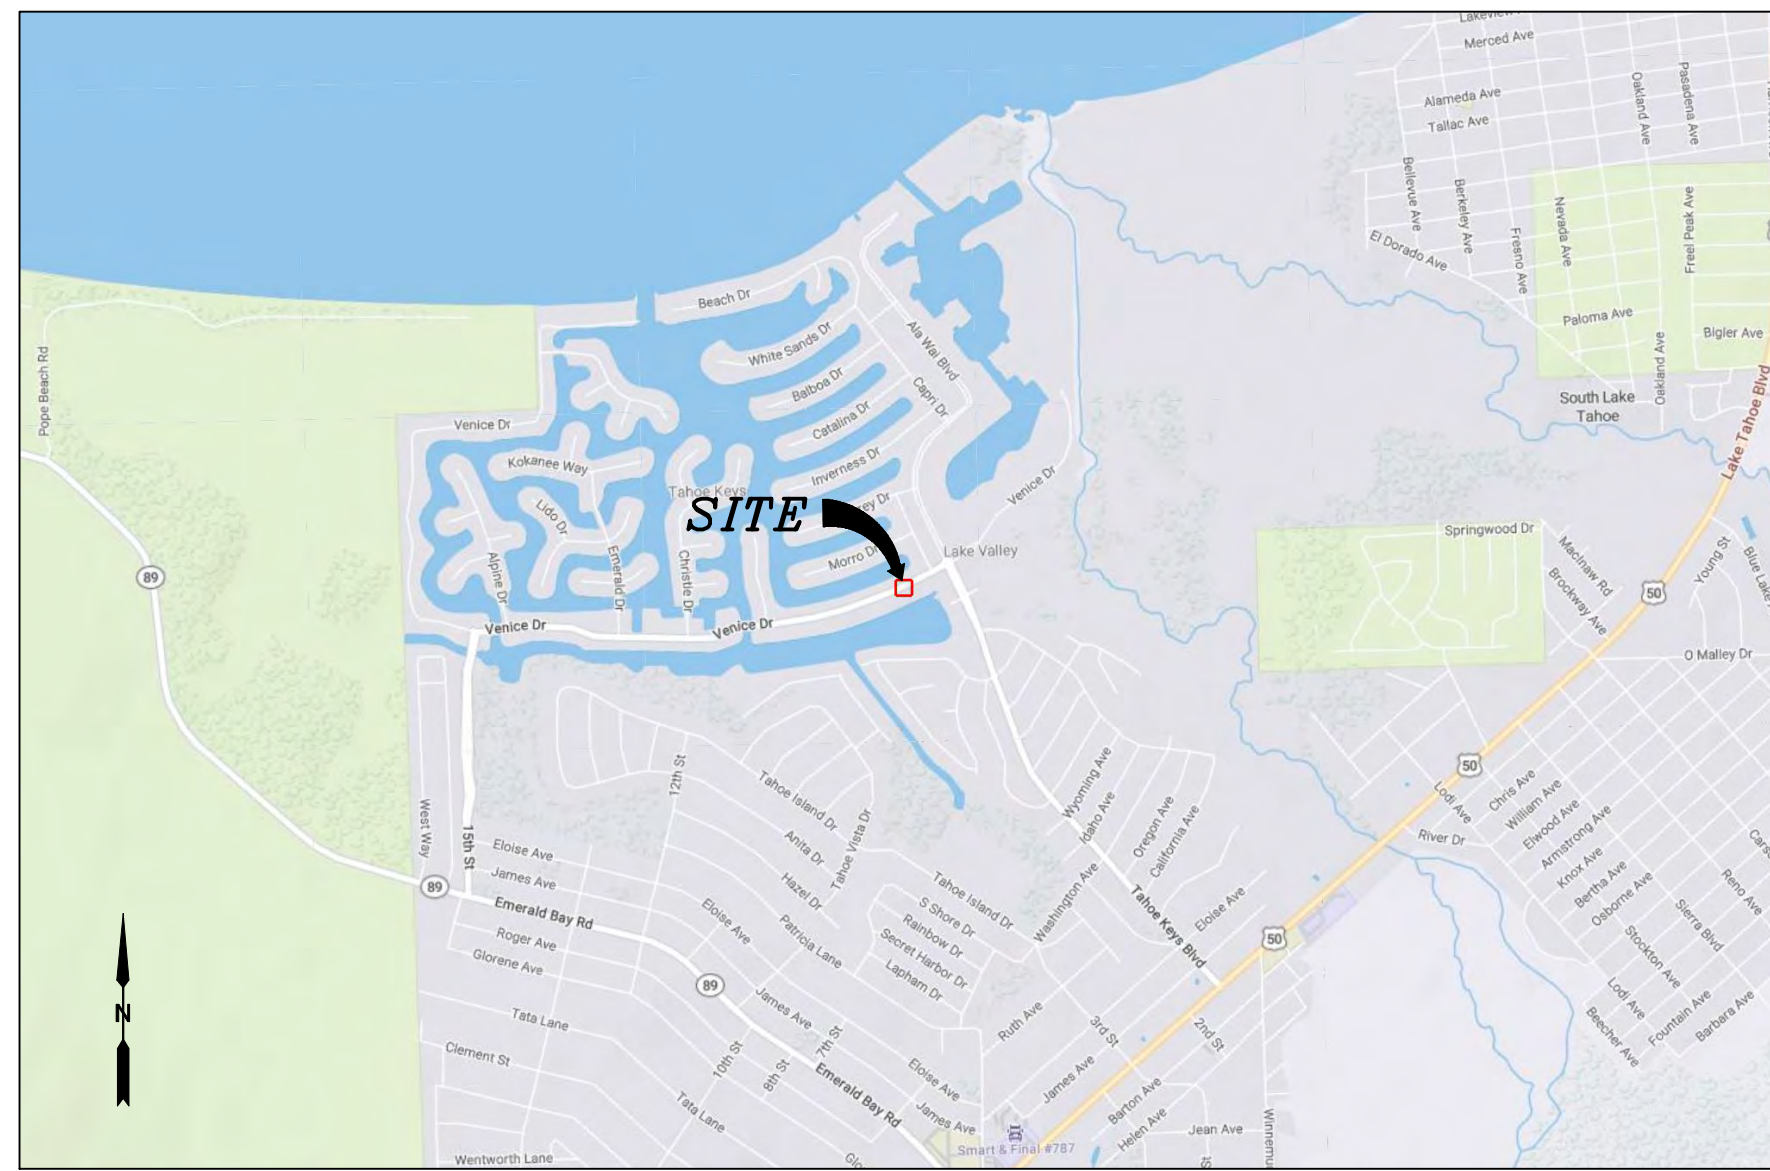 Merced Ave
Alameda Ave
Tallac Ave
Oakland Ave
Pasadena Ave
Bellevue Ave
Berkeley Ave
Fresno Ave
Nevada Ave
Freel Peak Ave
El Dorado Ave
Paloma Ave
Bigler Ave
Oakland Ave
South Lake
Tahoe
Lake Tahoe Blvd
Pope Beach Rd
Beach Dr
White Sands Dr
Balboa Dr
Catalina Dr
Inverness Dr
Ala Wai Blvd
Capri Dr
Venice Dr
Kokanee Way
Lido Dr
Alpine Dr
Emerald Dr
Christie Dr
Tahoe Keys
SITE
Morro Dr
Lake Valley
Venice Dr
Venice Dr
Venice Dr
89
Springwood Dr
Macinaw Rd
Brockway Ave
50
Young St
O Malley Dr
50
Lodi Ave
River Dr
Chris Ave
William Ave
Elwood Ave
Armstrong Ave
Knox Ave
Bertha Ave
Osborne Ave
Stockton Ave
Sierra Blvd
Reno Ave
Lodi Ave
Beecher Ave
Fountain Ave
Barbara Ave
West Way
15th St
12th St
Tahoe Island Dr
Anita Dr
Tahoe Vista Dr
Hazel Dr
Patricia Lane
Eloise Ave
James Ave
89
Emerald Bay Rd
Roger Ave
Glorene Ave
Eloise Ave
Tahoe Island Dr
S Shore Dr
Rainbow Dr
Secret Harbor Dr
Lapham Dr
Wyoming Ave
Idaho Ave
Oregon Ave
California Ave
Washington Ave
Tahoe Keys Blvd
Eloise Ave
50
N
89
Tata Lane
Clement St
James Ave
10th St
8th St
7th St
Emerald Bay Rd
Eloise Ave
James Ave
Tata Lane
Wentworth Lane
Ruth Ave
3rd St
2nd St
James Ave
Barton Ave
Helen Ave
Jean Ave
Smart & Final #787